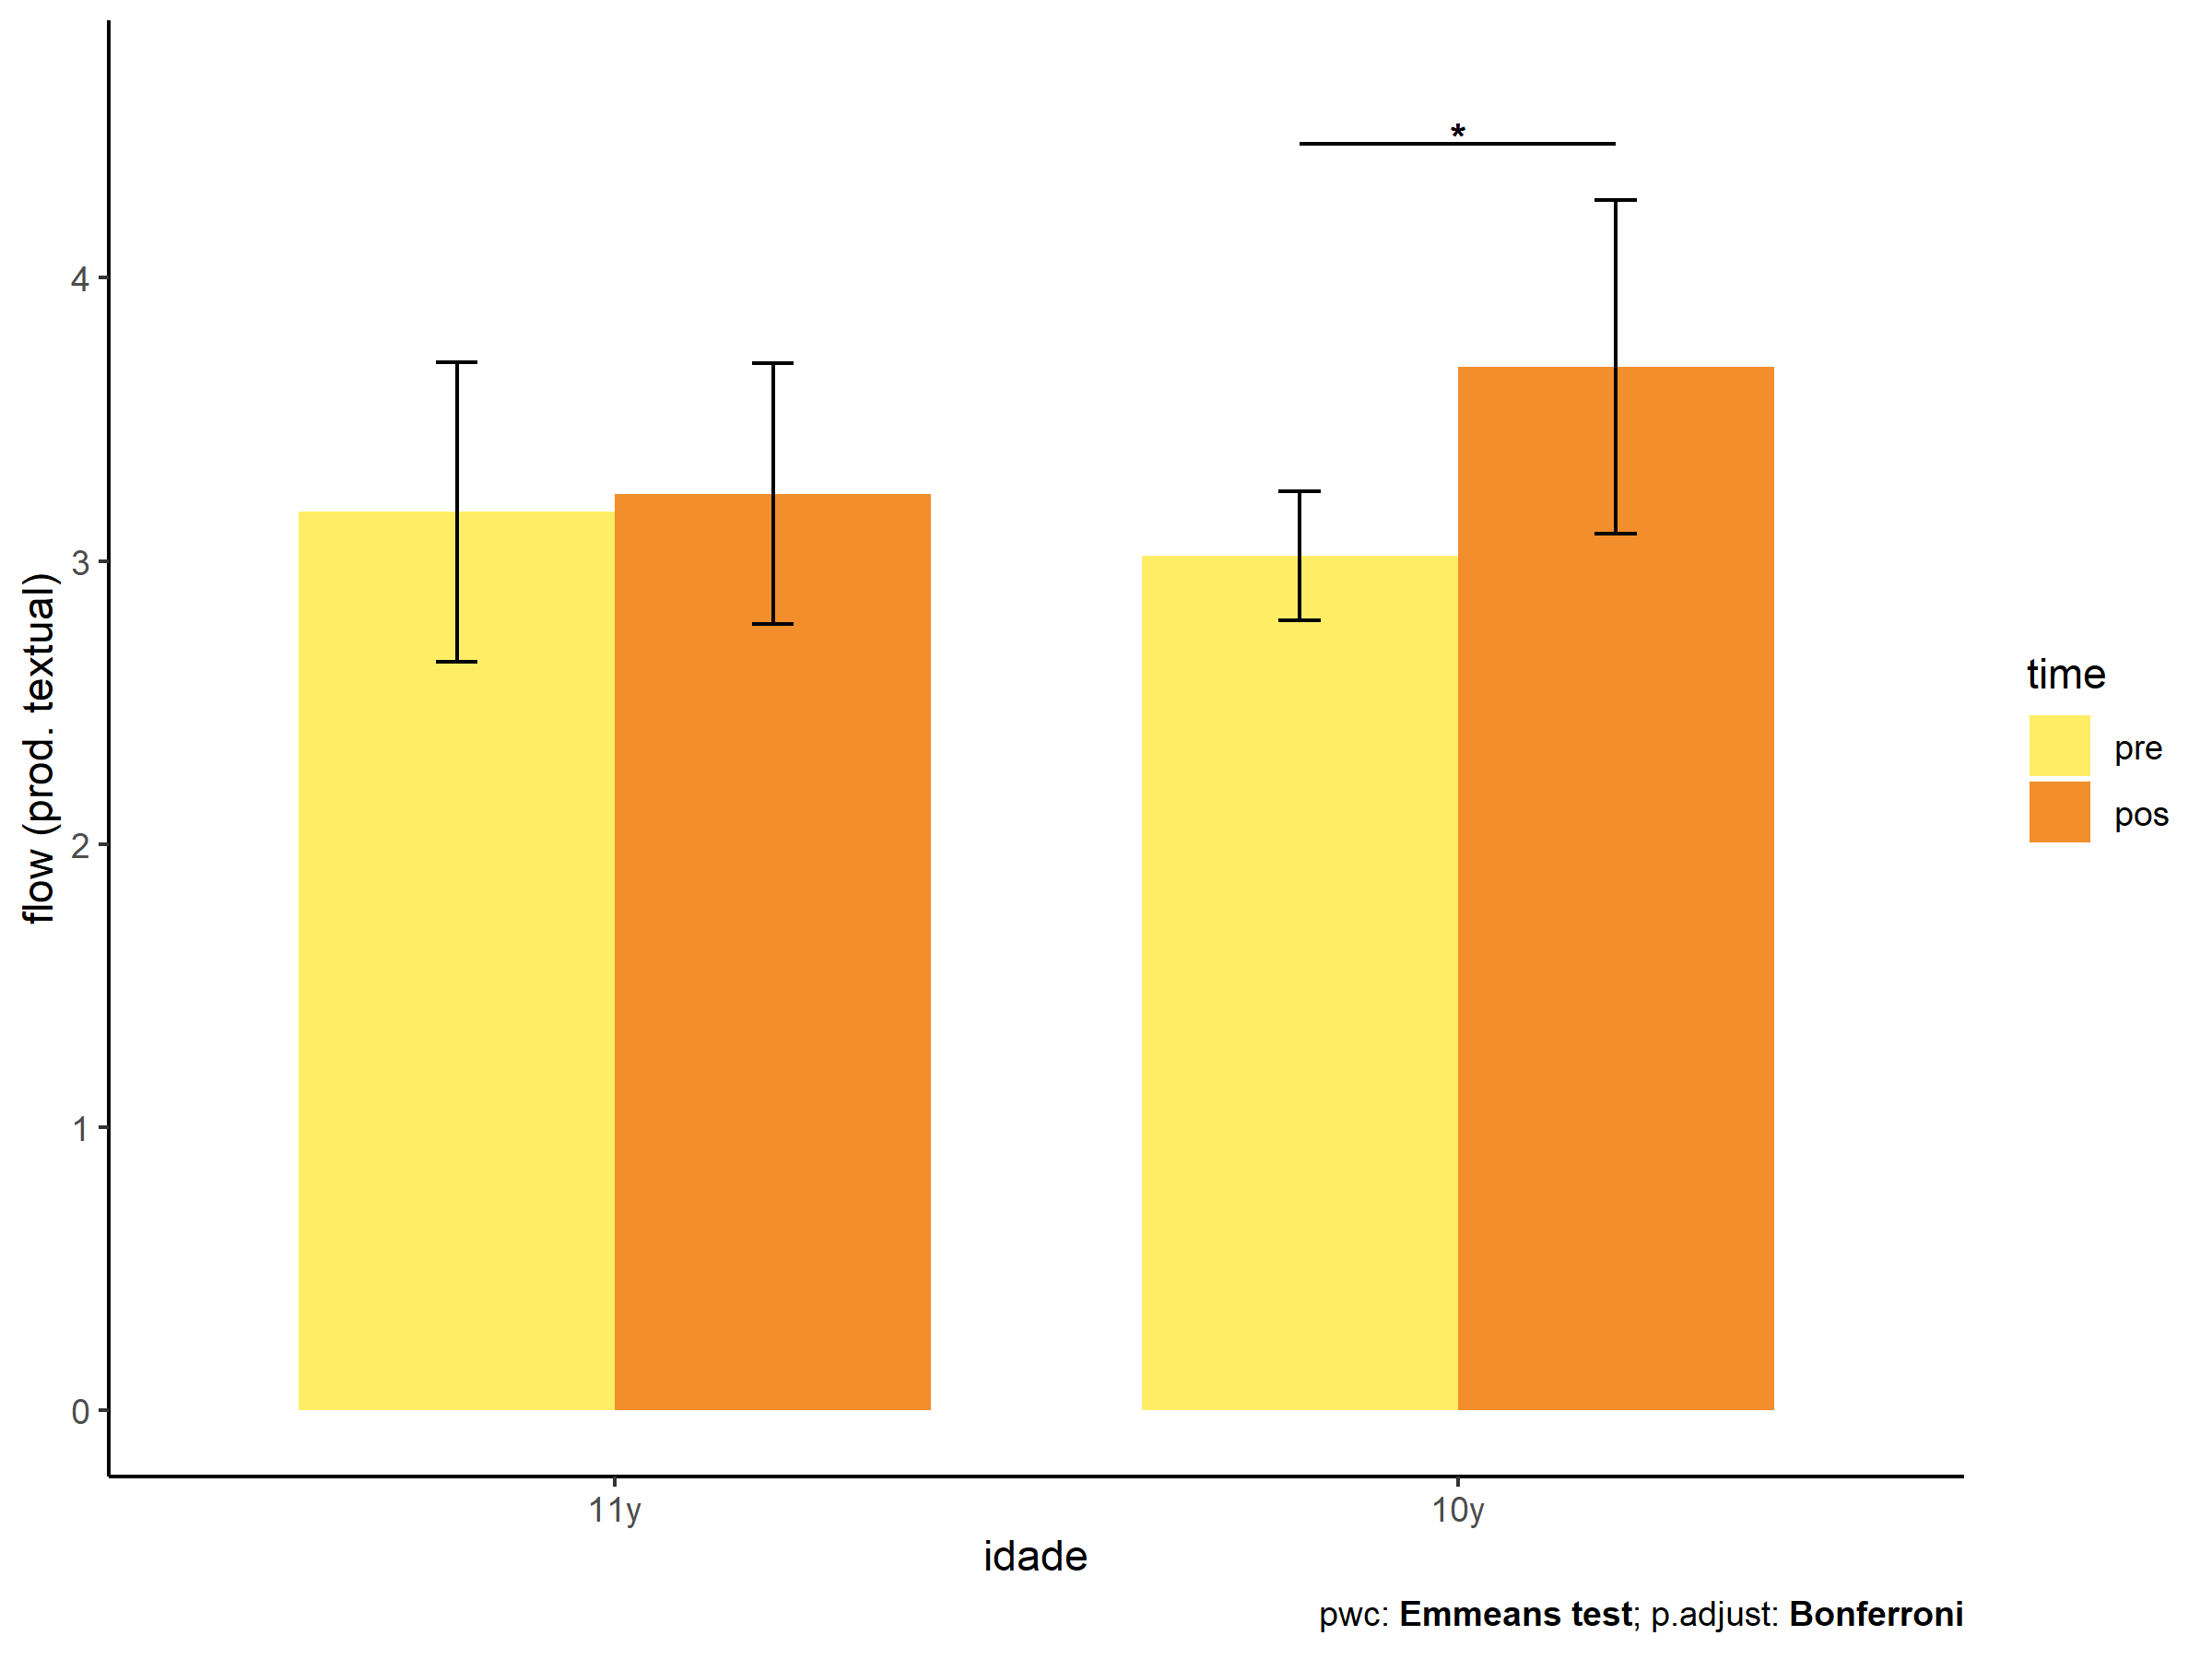 *
4
3
2
1
0
flow (prod. textual)
11y
10y
idade
time
pre
pos
pwc: Emmeans test; p.adjust: Bonferroni